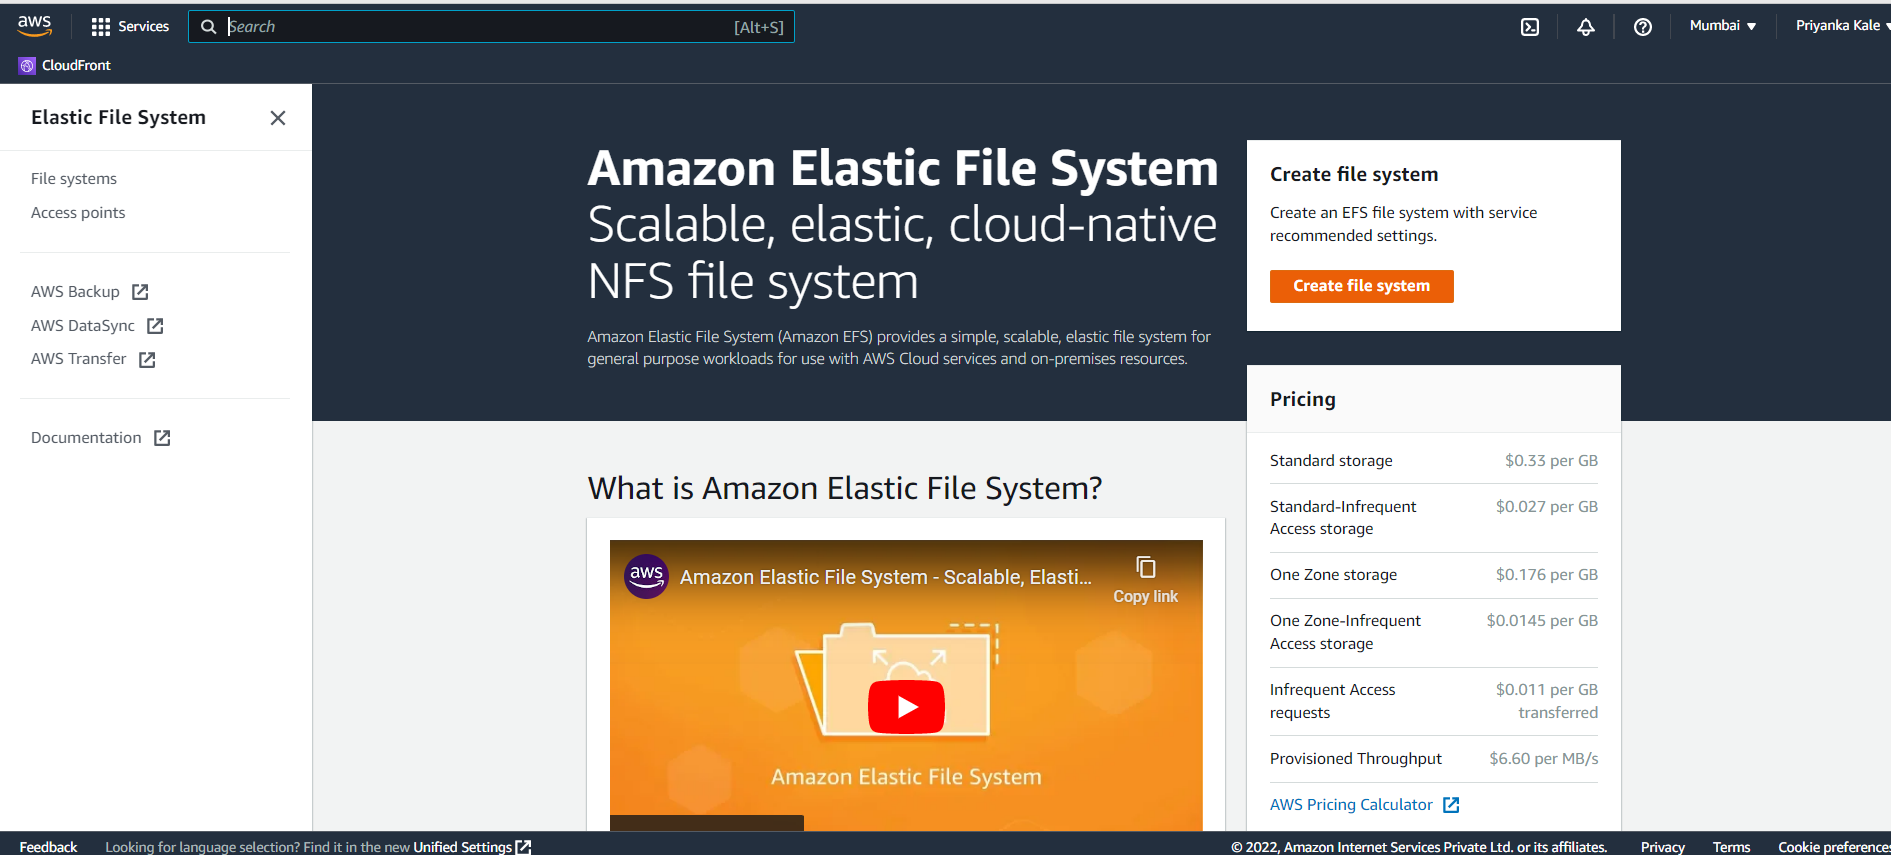 aws
Services
Search
[Alt+S]
Mumbai
Priyanka Kale
CloudFront
Elastic File System
File systems
Access points
AWS Backup
AWS DataSync
AWS Transfer
Documentation
Amazon Elastic File System
Scalable, elastic, cloud-native
NFS file system
Amazon Elastic File System (Amazon EFS) provides a simple, scalable, elastic file system for
general purpose workloads for use with AWS Cloud services and on-premises resources.
Create file system
Create an EFS file system with service
recommended settings.
Create file system
What is Amazon Elastic File System?
aws
Amazon Elastic File System - Scalable, Elasti...
Copy link
Amazon Elastic File System
Pricing
Standard storage $0.33 per GB
Standard-Infrequent $0.027 per GB
Access storage
One Zone storage $0.176 per GB
One Zone-Infrequent $0.0145 per GB
Access storage
Infrequent Access $0.011 per GB
requests transferred
Provisioned Throughput $6.60 per MB/s
AWS Pricing Calculator
Feedback
Looking for language selection? Find it in the new Unified Settings
© 2022, Amazon Internet Services Private Ltd. or its affiliates.
Privacy
Terms
Cookie preferences